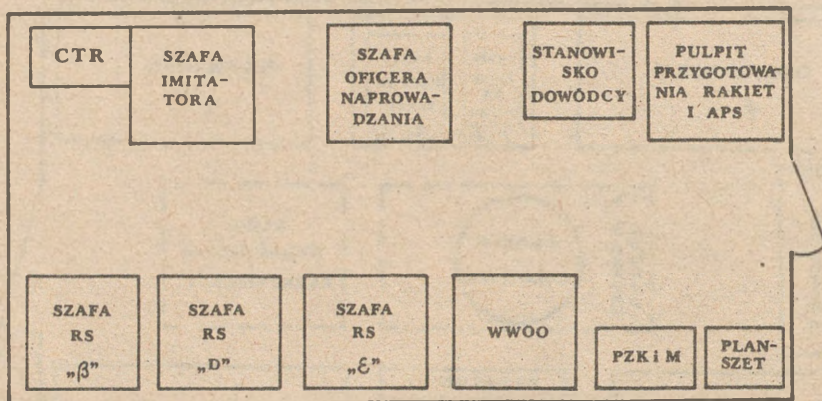 CTR
SZAFA
IMITA-
TORA
SZAFA
OFICERA
NAPROWA-
DZANIA
STANOWI-
SKO
DOWÓDCY
PULPIT
PRZYGOTOWA-
NIA RAKIET
I APS
SZAFA
RS
„β”
SZAFA
RS
„D”
SZAFA
RS
„ε”
WWOO
PZK i M
PLAN-
SZET